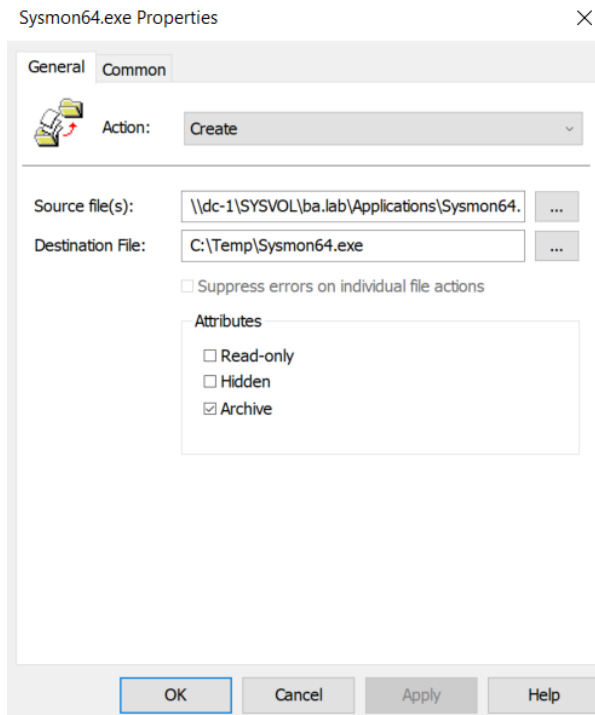 Sysmon64.exe Properties
General Common
Action: Create
Source file(s): \\dc-1\SYSVOL\ba.lab\Applications\Sysmon64. ...
Destination File: C:\Temp\Sysmon64.exe ...
Suppress errors on individual file actions
Attributes
Read-only
Hidden
Archive
OK Cancel Apply Help